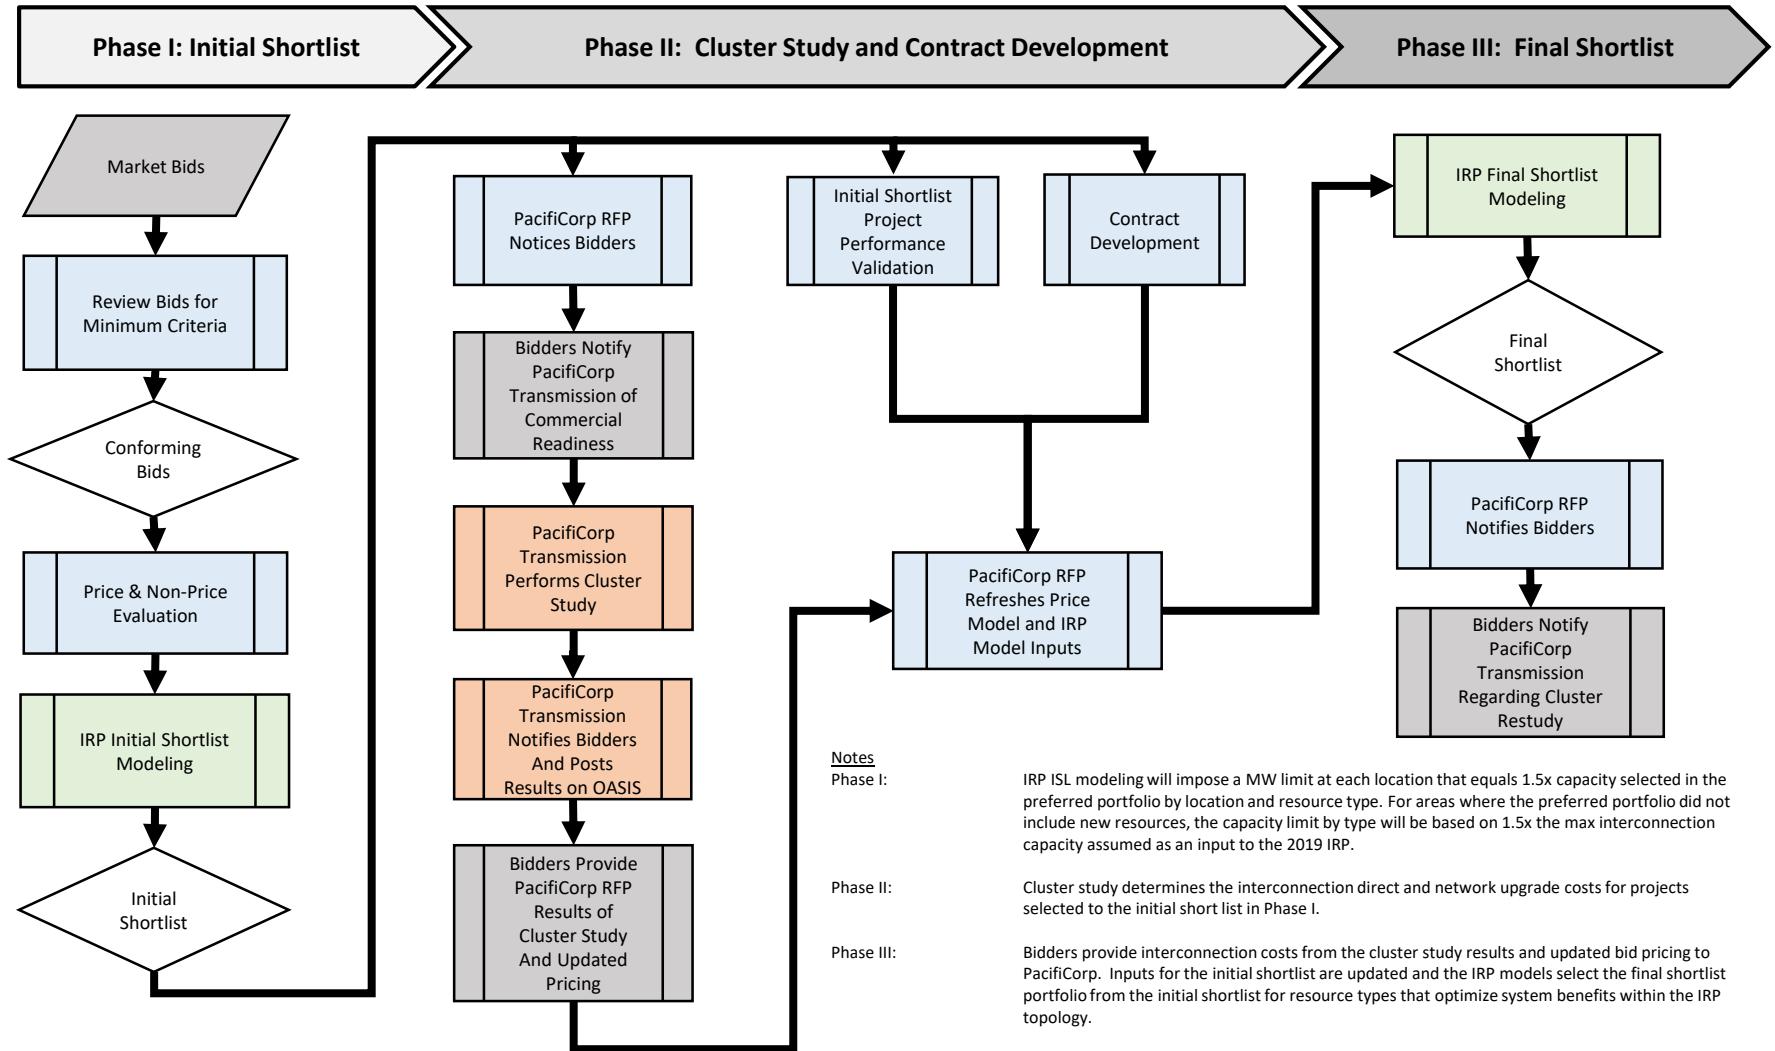 Phase I: Initial Shortlist
Phase II:  Cluster Study and Contract Development
Phase III:  Final Shortlist
Market Bids
Review Bids for
Minimum Criteria
Conforming
Bids
Price & Non-Price
Evaluation
IRP Initial Shortlist
Modeling
Initial
Shortlist
PacifiCorp RFP
Notices Bidders
Bidders Notify
PacifiCorp
Transmission of
Commercial
Readiness
PacifiCorp
Transmission
Performs Cluster
Study
PacifiCorp
Transmission
Notifies Bidders
And Posts
Results on OASIS
Bidders Provide
PacifiCorp RFP
Results of
Cluster Study
And Updated
Pricing
Initial Shortlist
Project
Performance
Validation
Contract
Development
PacifiCorp RFP
Refreshes Price
Model and IRP
Model Inputs
IRP Final Shortlist
Modeling
Final
Shortlist
PacifiCorp RFP
Notifies Bidders
Bidders Notify
PacifiCorp
Transmission
Regarding Cluster
Restudy
Notes
Phase I: IRP ISL modeling will impose a MW limit at each location that equals 1.5x capacity selected in the
preferred portfolio by location and resource type. For areas where the preferred portfolio did not
include new resources, the capacity limit by type will be based on 1.5x the max interconnection
capacity assumed as an input to the 2019 IRP.
Phase II: Cluster study determines the interconnection direct and network upgrade costs for projects
selected to the initial short list in Phase I.
Phase III: Bidders provide interconnection costs from the cluster study results and updated bid pricing to
PacifiCorp.  Inputs for the initial shortlist are updated and the IRP models select the final shortlist
portfolio from the initial shortlist for resource types that optimize system benefits within the IRP
topology.